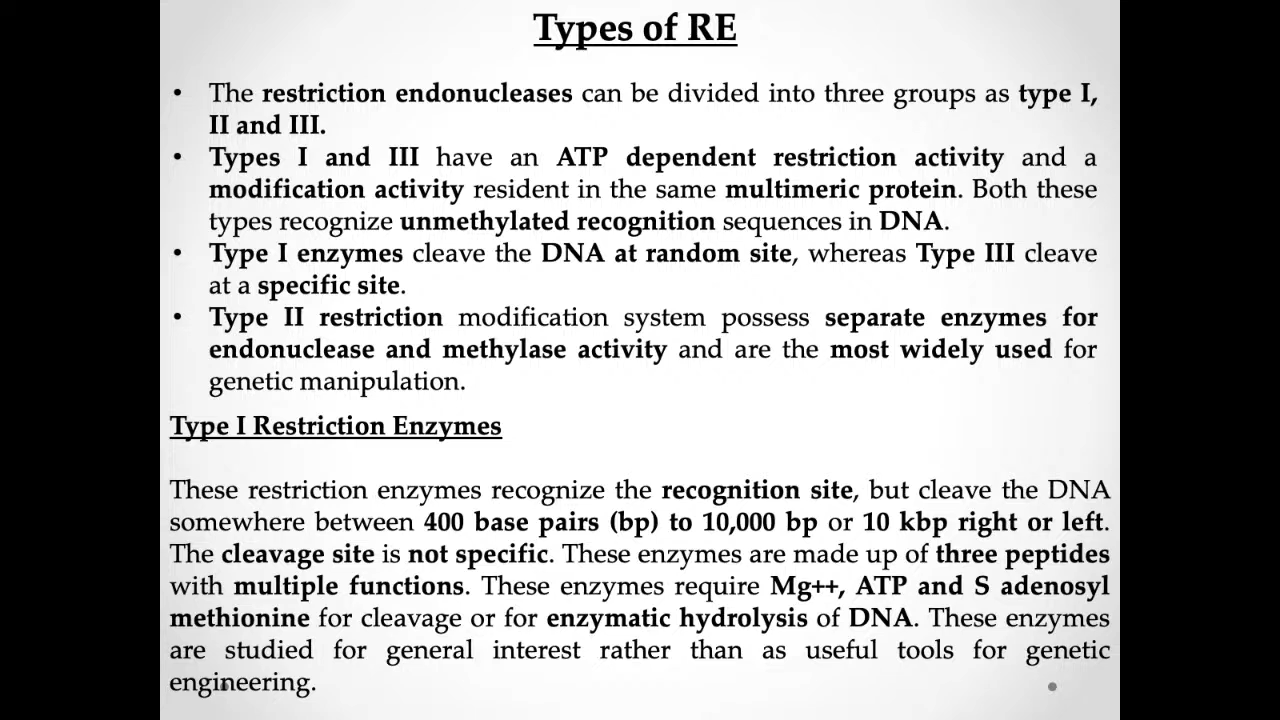 Types of RE
• The restriction endonucleases can be divided into three groups as type I,
II and III.
• Types I and III have an ATP dependent restriction activity and a
modification activity resident in the same multimeric protein. Both these
types recognize unmethylated recognition sequences in DNA.
• Type I enzymes cleave the DNA at random site, whereas Type III cleave
at a specific site.
• Type II restriction modification system possess separate enzymes for
endonuclease and methylase activity and are the most widely used for
genetic manipulation.
Type I Restriction Enzymes
These restriction enzymes recognize the recognition site, but cleave the DNA
somewhere between 400 base pairs (bp) to 10,000 bp or 10 kbp right or left.
The cleavage site is not specific. These enzymes are made up of three peptides
with multiple functions. These enzymes require Mg++, ATP and S adenosyl
methionine for cleavage or for enzymatic hydrolysis of DNA. These enzymes
are studied for general interest rather than as useful tools for genetic
engineering.